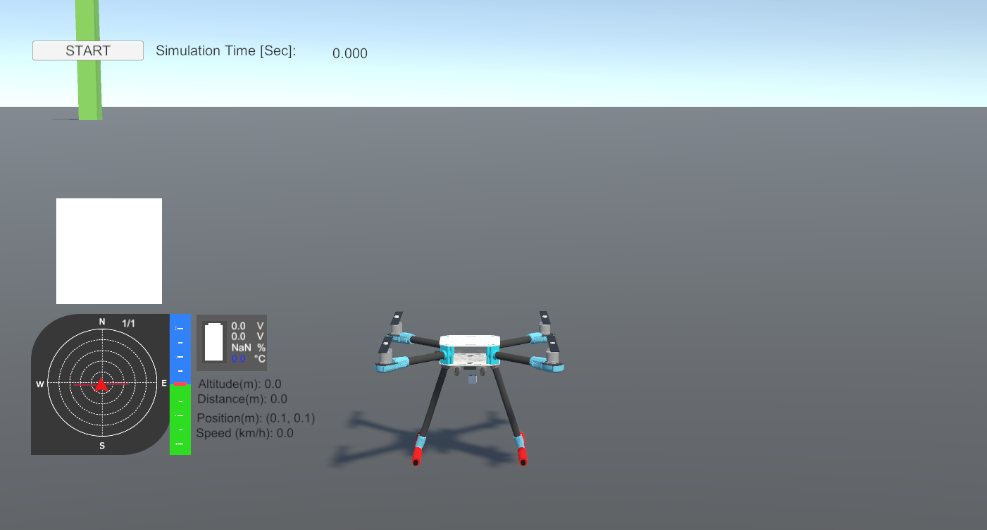 START
Simulation Time [Sec]: 0.000
N 1/1
W E
S
0.0 V
0.0 V
NaN %
0.0 °C
Altitude(m): 0.0
Distance(m): 0.0
Position(m): (0.1, 0.1)
Speed (km/h): 0.0